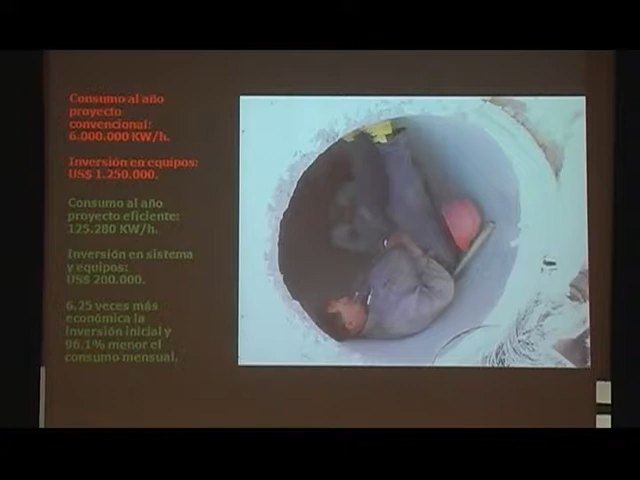 Consumo al año
proyecto
convencional:
6.000.000 KW/h.
Inversión en equipos:
US$ 1.250.000.
Consumo al año
proyecto eficiente:
125.280 KW/h.
Inversión en sistema
y equipos:
US$ 200.000.
6.25 veces más
económica la
inversión inicial y
96.1% menor el
consumo mensual.